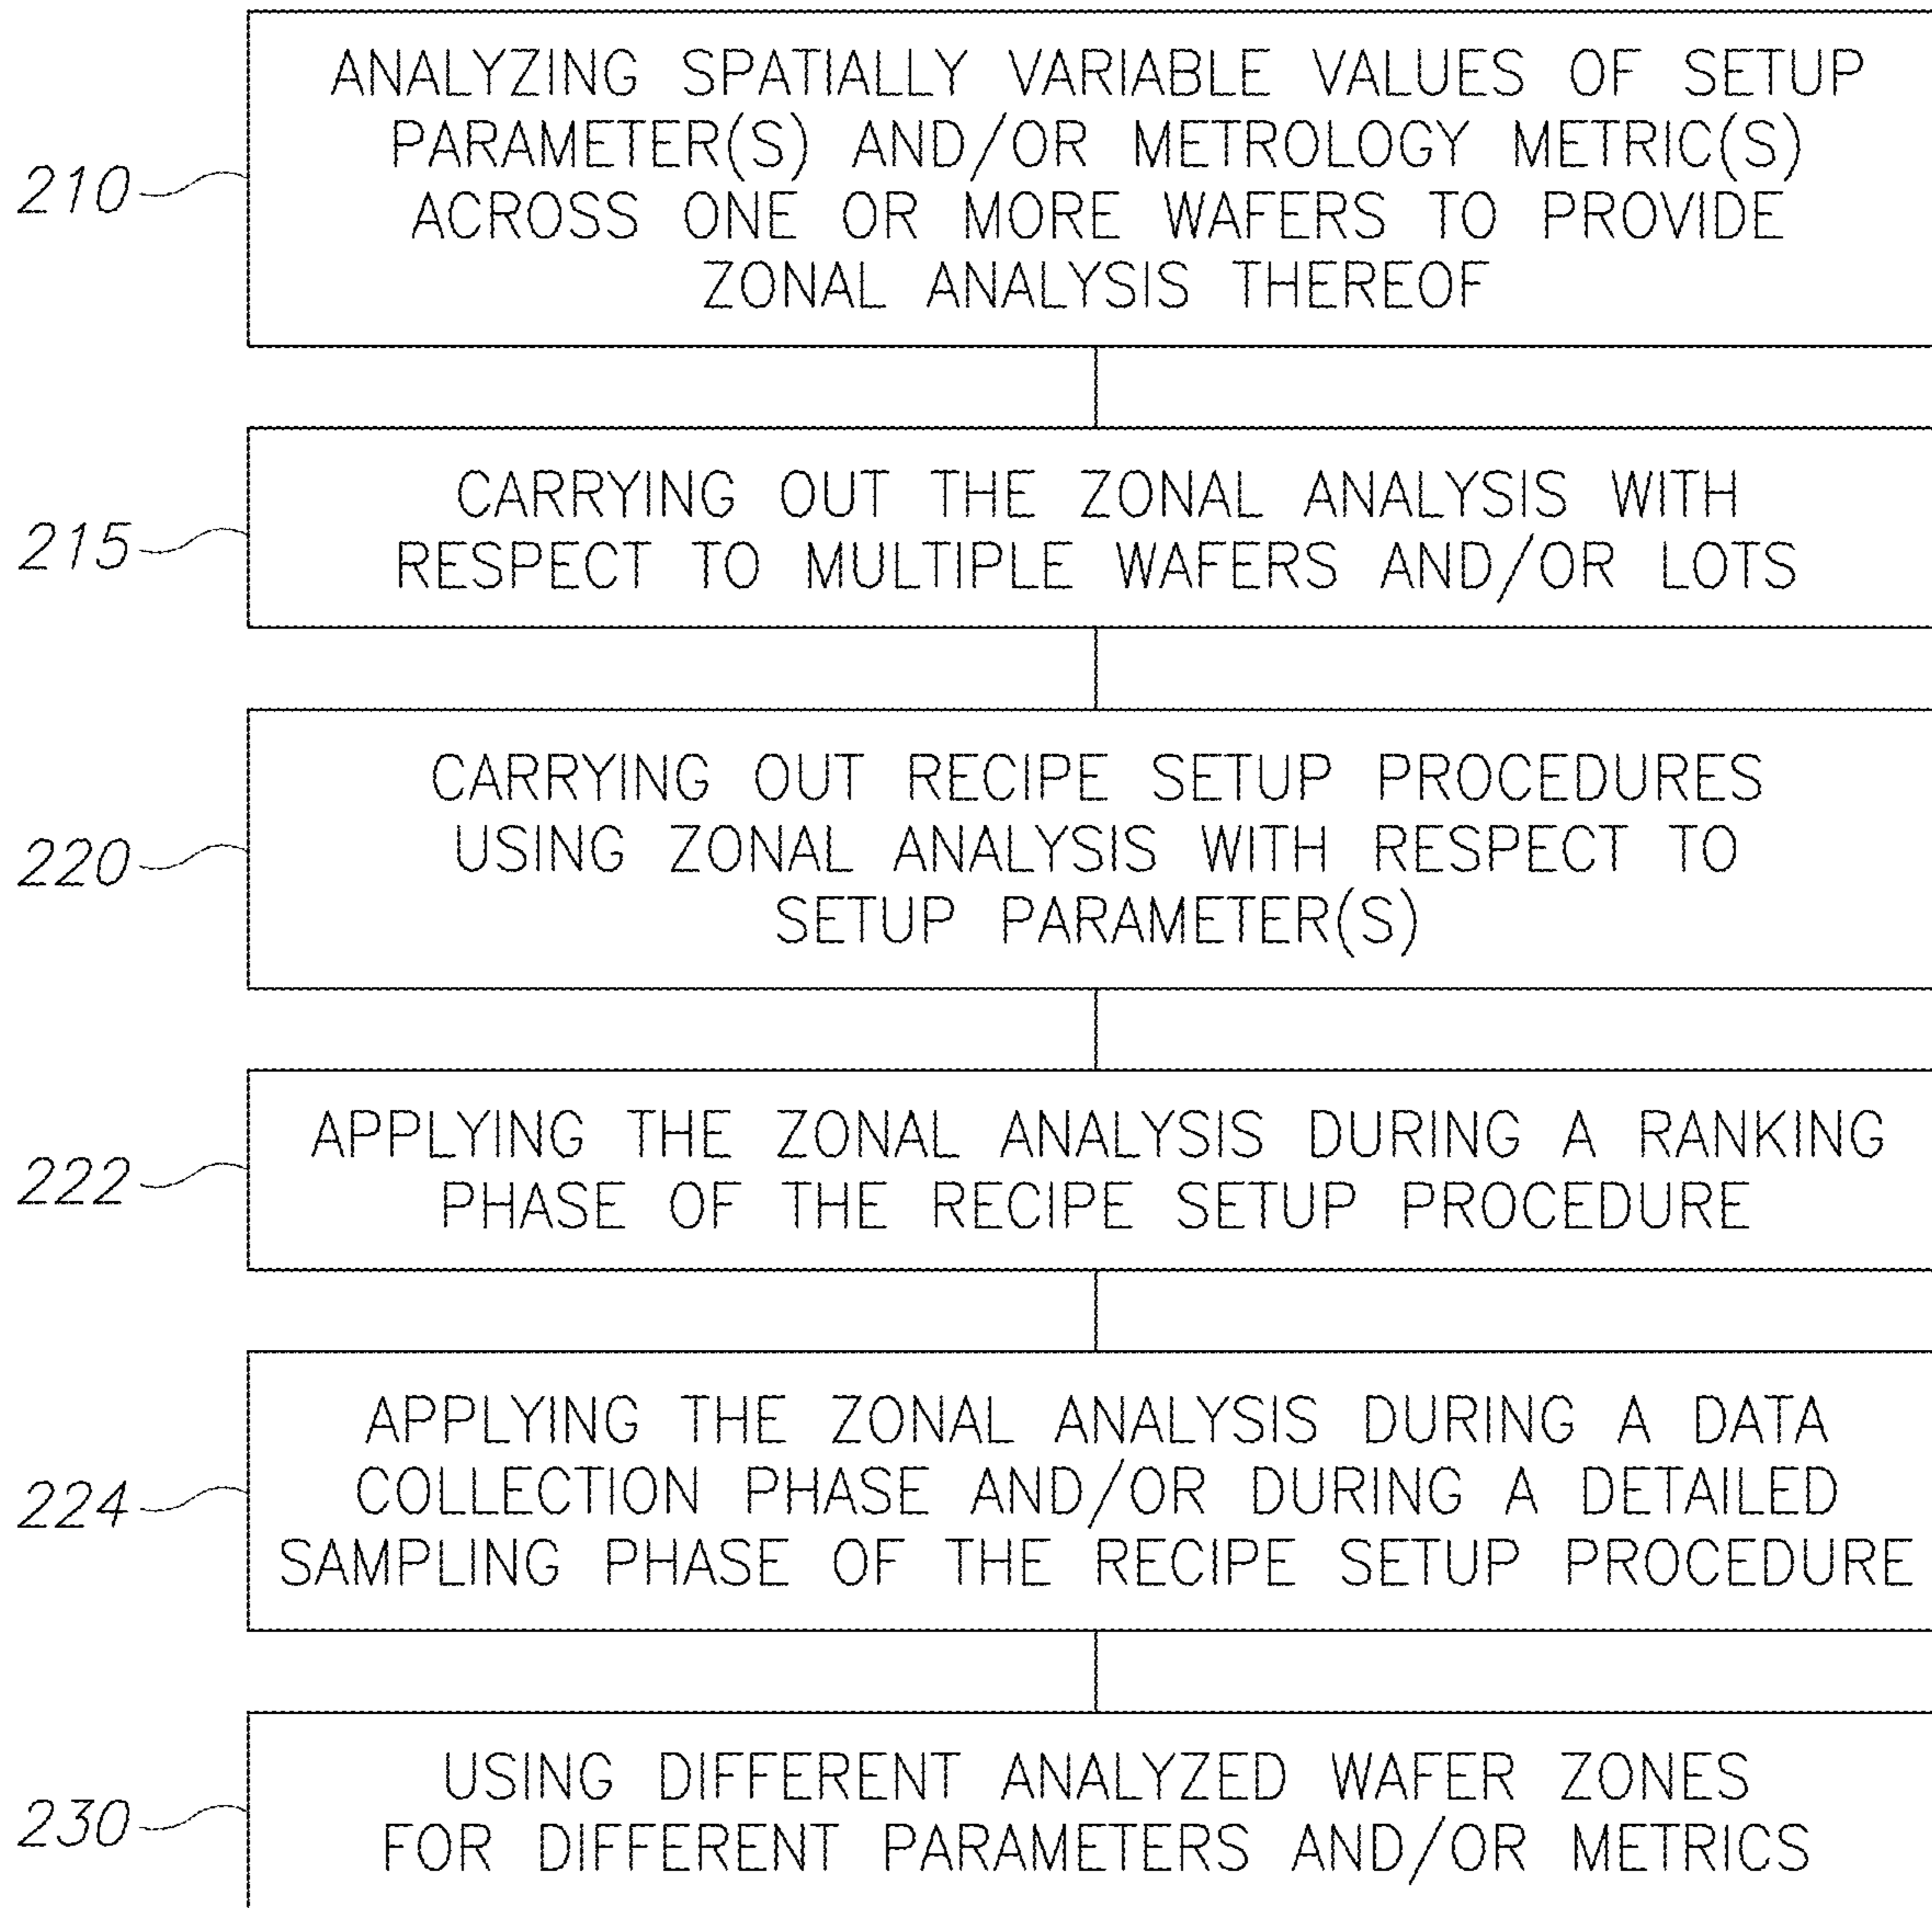 ANALYZING SPATIALLY VARIABLE VALUES OF SETUP
PARAMETER(S) AND/OR METROLOGY METRIC(S)
210
ACROSS ONE OR MORE WAFERS TO PROVIDE
ZONAL ANALYSIS THEREOF
CARRYING OUT THE ZONAL ANALYSIS WITH
215
RESPECT TO MULTIPLE WAFERS AND/OR LOTS
CARRYING OUT RECIPE SETUP PROCEDURES
220
USING ZONAL ANALYSIS WITH RESPECT TO
SETUP PARAMETER(S)
APPLYING THE ZONAL ANALYSIS DURING A RANKING
222
PHASE OF THE RECIPE SETUP PROCEDURE
APPLYING THE ZONAL ANALYSIS DURING A DATA
224
COLLECTION PHASE AND/OR DURING A DETAILED
SAMPLING PHASE OF THE RECIPE SETUP PROCEDURE
USING DIFFERENT ANALYZED WAFER ZONES
230
FOR DIFFERENT PARAMETERS AND/OR METRICS